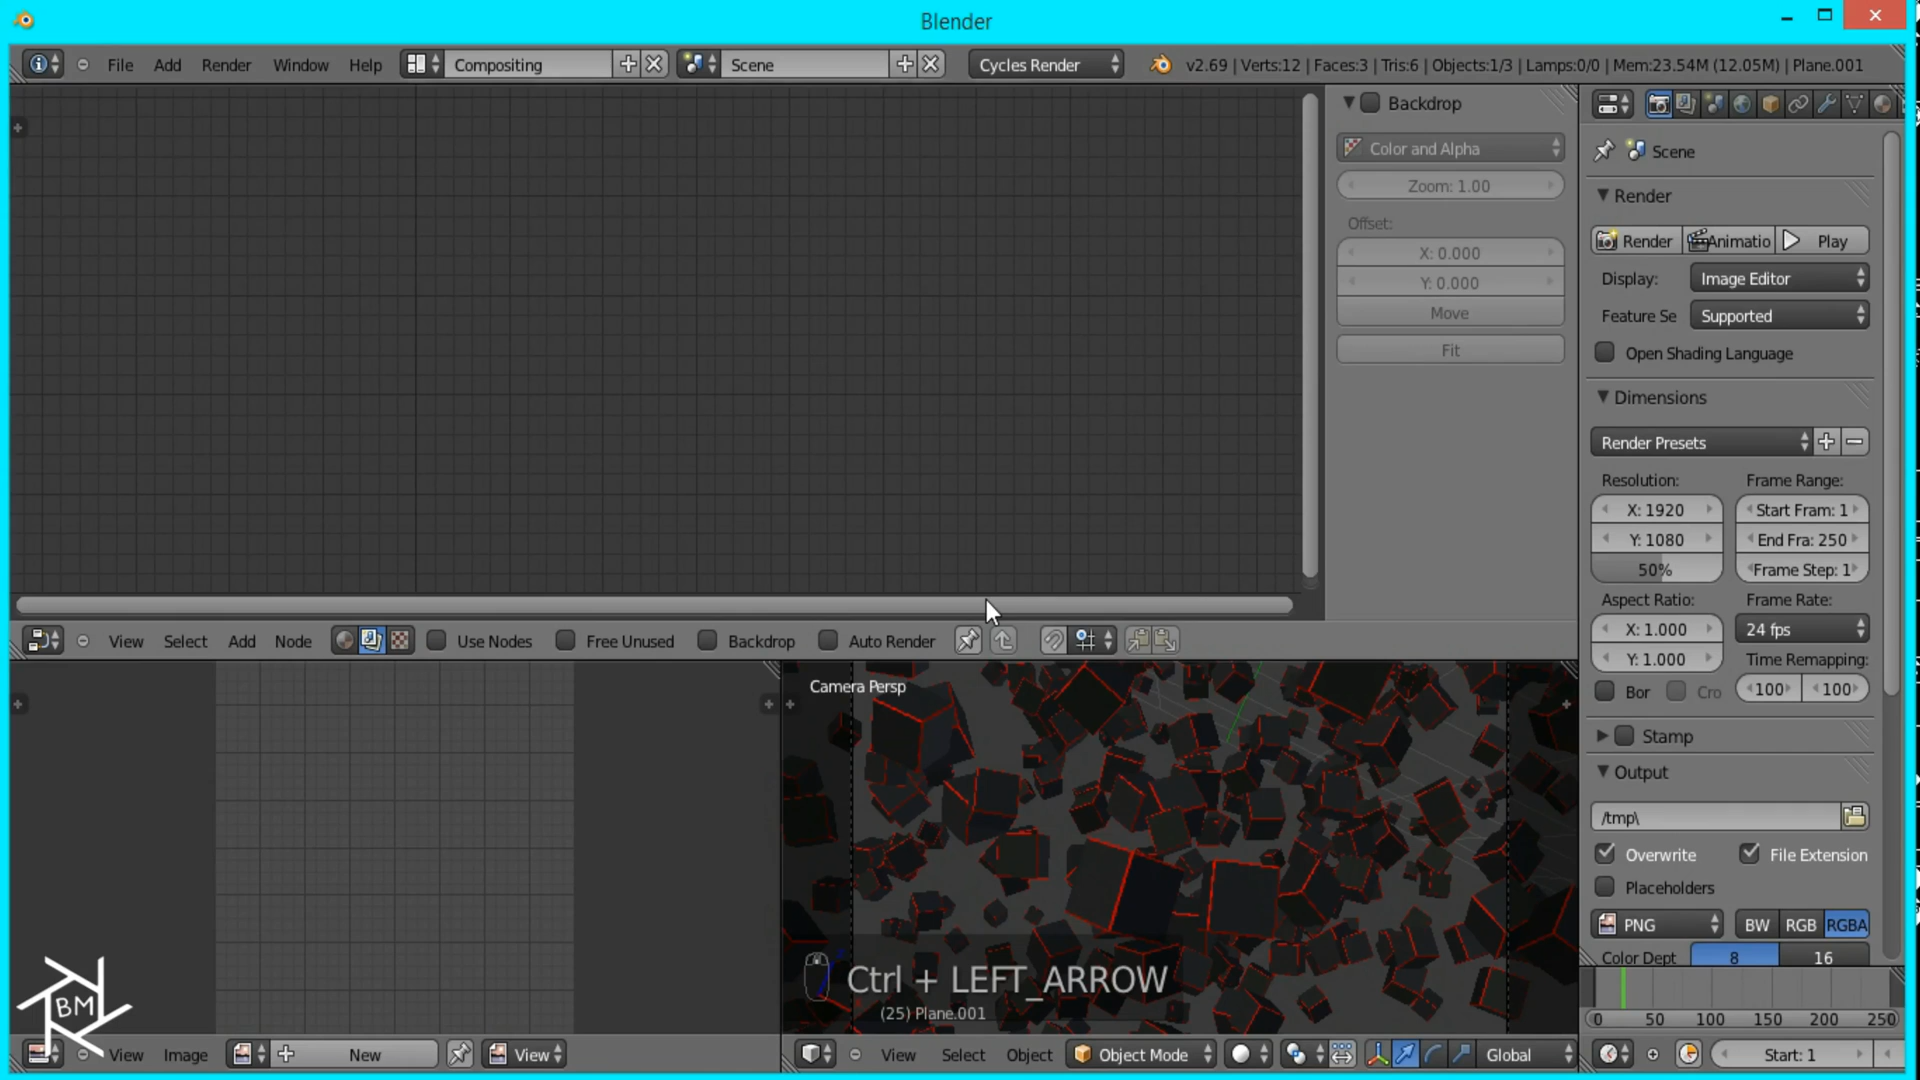 Blender
File Add Render Window Help Compositing Scene Cycles Render v2.69 | Verts:12 | Faces:3 | Tris:6 | Objects:1/3 | Lamps:0/0 | Mem:23.54M (12.05M) | Plane.001
Backdrop
Color and Alpha
Zoom: 1.00
Offset:
X: 0.000
Y: 0.000
Move
Fit
Scene
Render
Render Animatio Play
Display: Image Editor
Feature Se Supported
Open Shading Language
Dimensions
Render Presets
Resolution: Frame Range:
X: 1920 Start Fram: 1
Y: 1080 End Fra: 250
50% Frame Step: 1
Aspect Ratio: Frame Rate:
X: 1.000 24 fps
Y: 1.000 Time Remapping:
Bor Cro 100 100
Stamp
Output
/tmp\
Overwrite File Extension
Placeholders
PNG BW RGB RGBA
Color Dept 8 16
0 50 100 150 200 250
Start: 1
View Select Add Node Use Nodes Free Unused Backdrop Auto Render
Camera Persp
Ctrl + LEFT_ARROW
(25) Plane.001
BM
View Image New View
View Select Object Object Mode Global